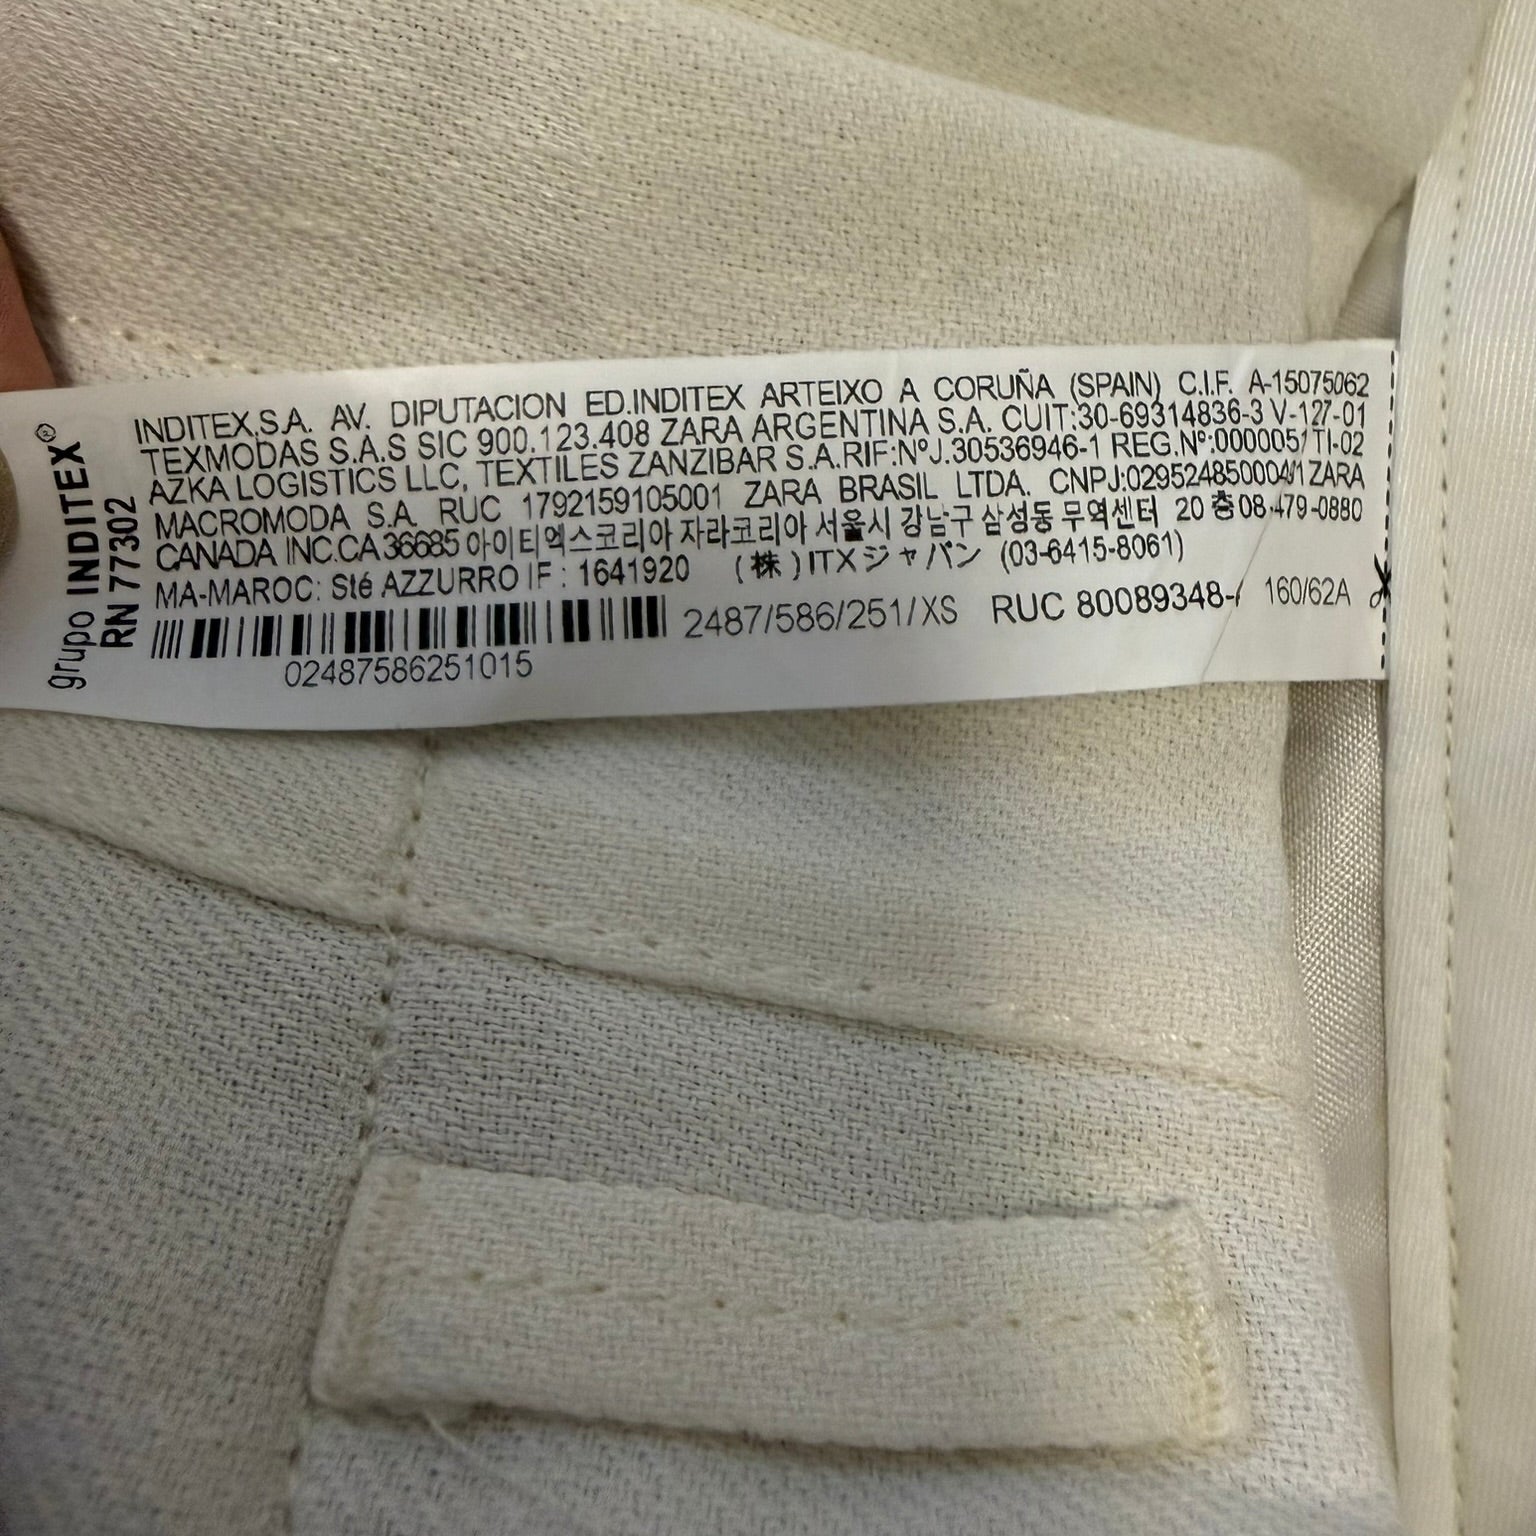 grupo INDITEX®
RN 77302
INDITEX,S.A. AV. DIPUTACION ED.INDITEX ARTEIXO A CORUÑA (SPAIN) C.I.F. A-15075062
TEXMODAS S.A.S SIC 900.123.408 ZARA ARGENTINA S.A. CUIT:30-69314836-3 V-127-01
AZKA LOGISTICS LLC, TEXTILES ZANZIBAR S.A.RIF:NºJ.30536946-1 REG.Nº:0000051 TI-02
MACROMODA S.A. RUC 1792159105001 ZARA BRASIL LTDA. ZARA
CANADA INC.CA 36685 아이티엑스코리아 자라코리아 서울시 강남구 삼성동 무역센터 20 층 08-479-0880
MA-MAROC: Sté AZZURRO IF : 1641920 (株)ITXジャパン (03-6415-8061)
2487/586/251/XS RUC 160/62A
02487586251015